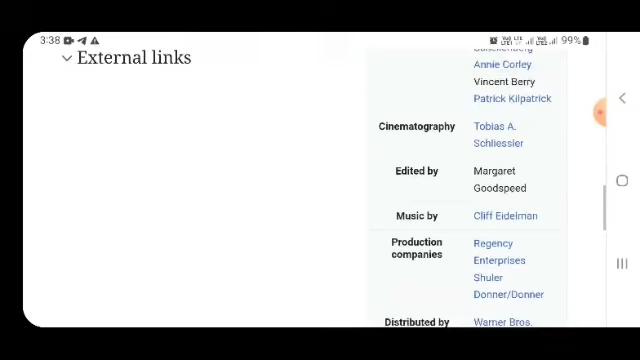 3:38
99%
External links
Annie Corley
Vincent Berry
Patrick Kilpatrick
Cinematography
Tobias A.
Schliessler
Edited by
Margaret
Goodspeed
Music by
Cliff Eidelman
Production
companies
Regency
Enterprises
Shuler
Donner/Donner
Distributed by
Warner Bros.